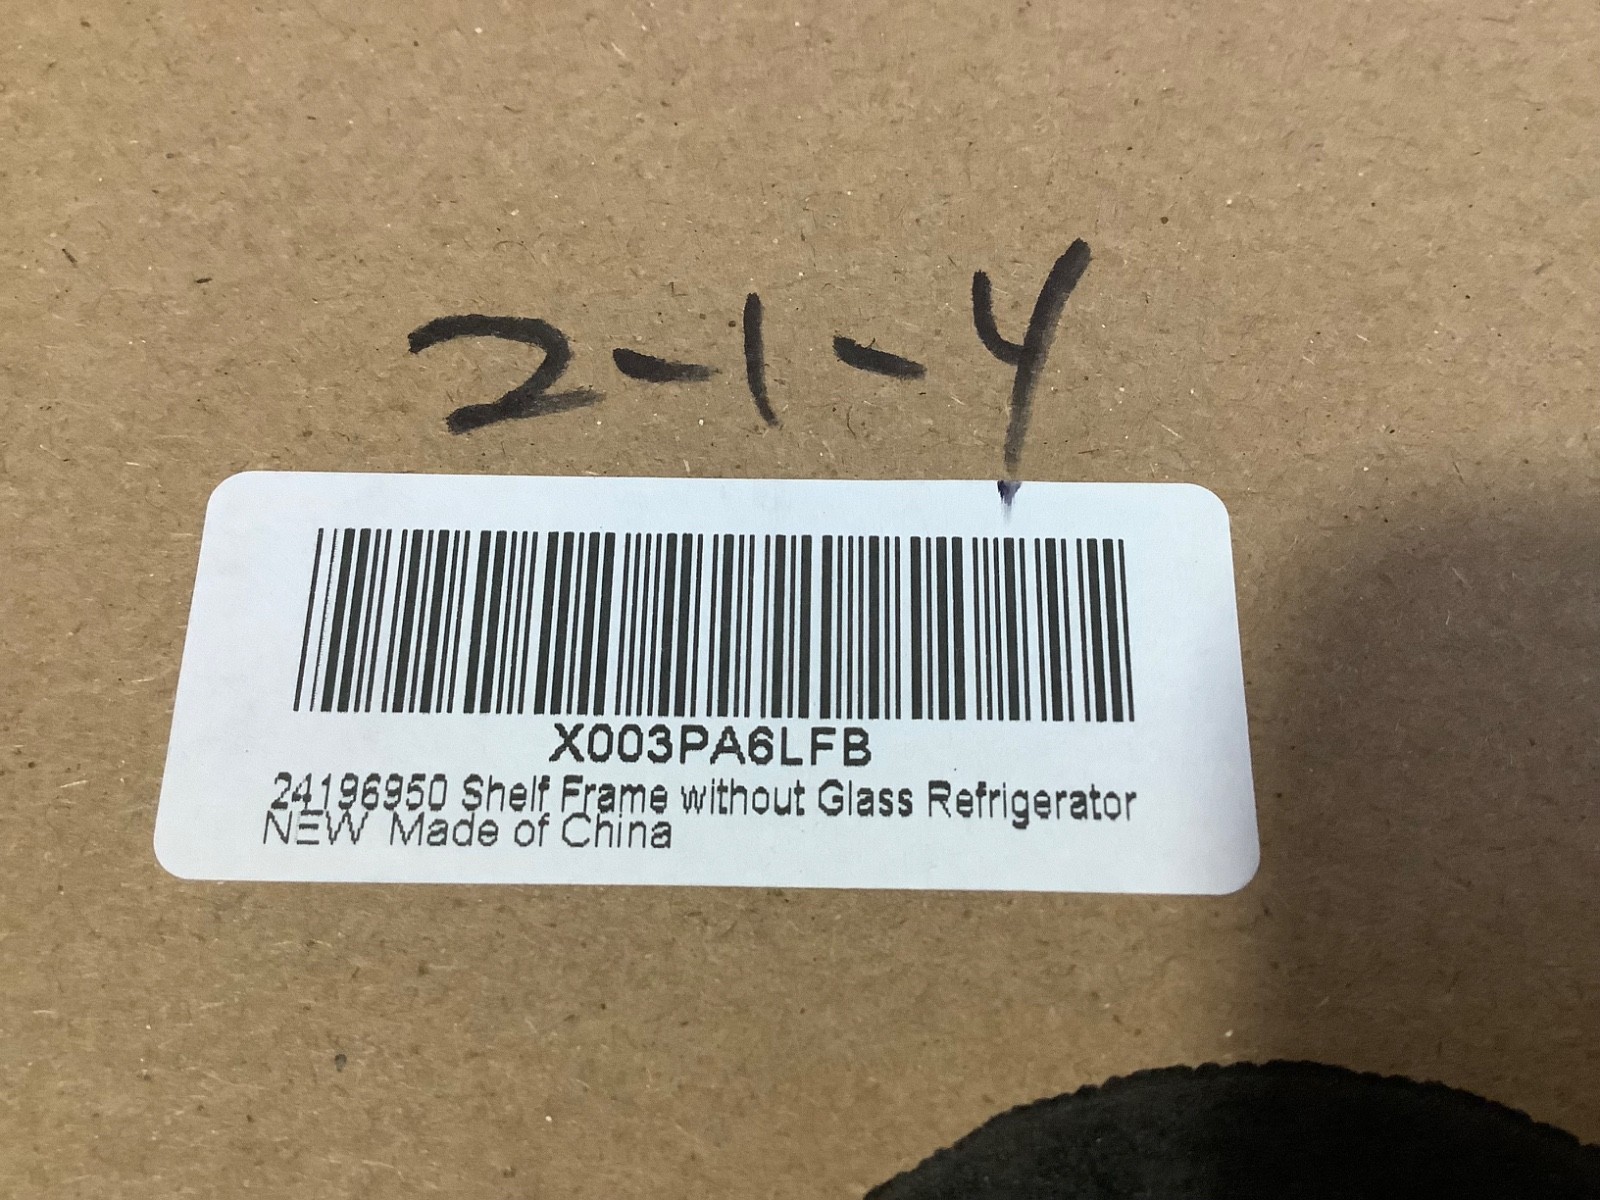 2-1-4
X003PA6LFB
24196950 Shelf Frame without Glass Refrigerator
NEW Made of China